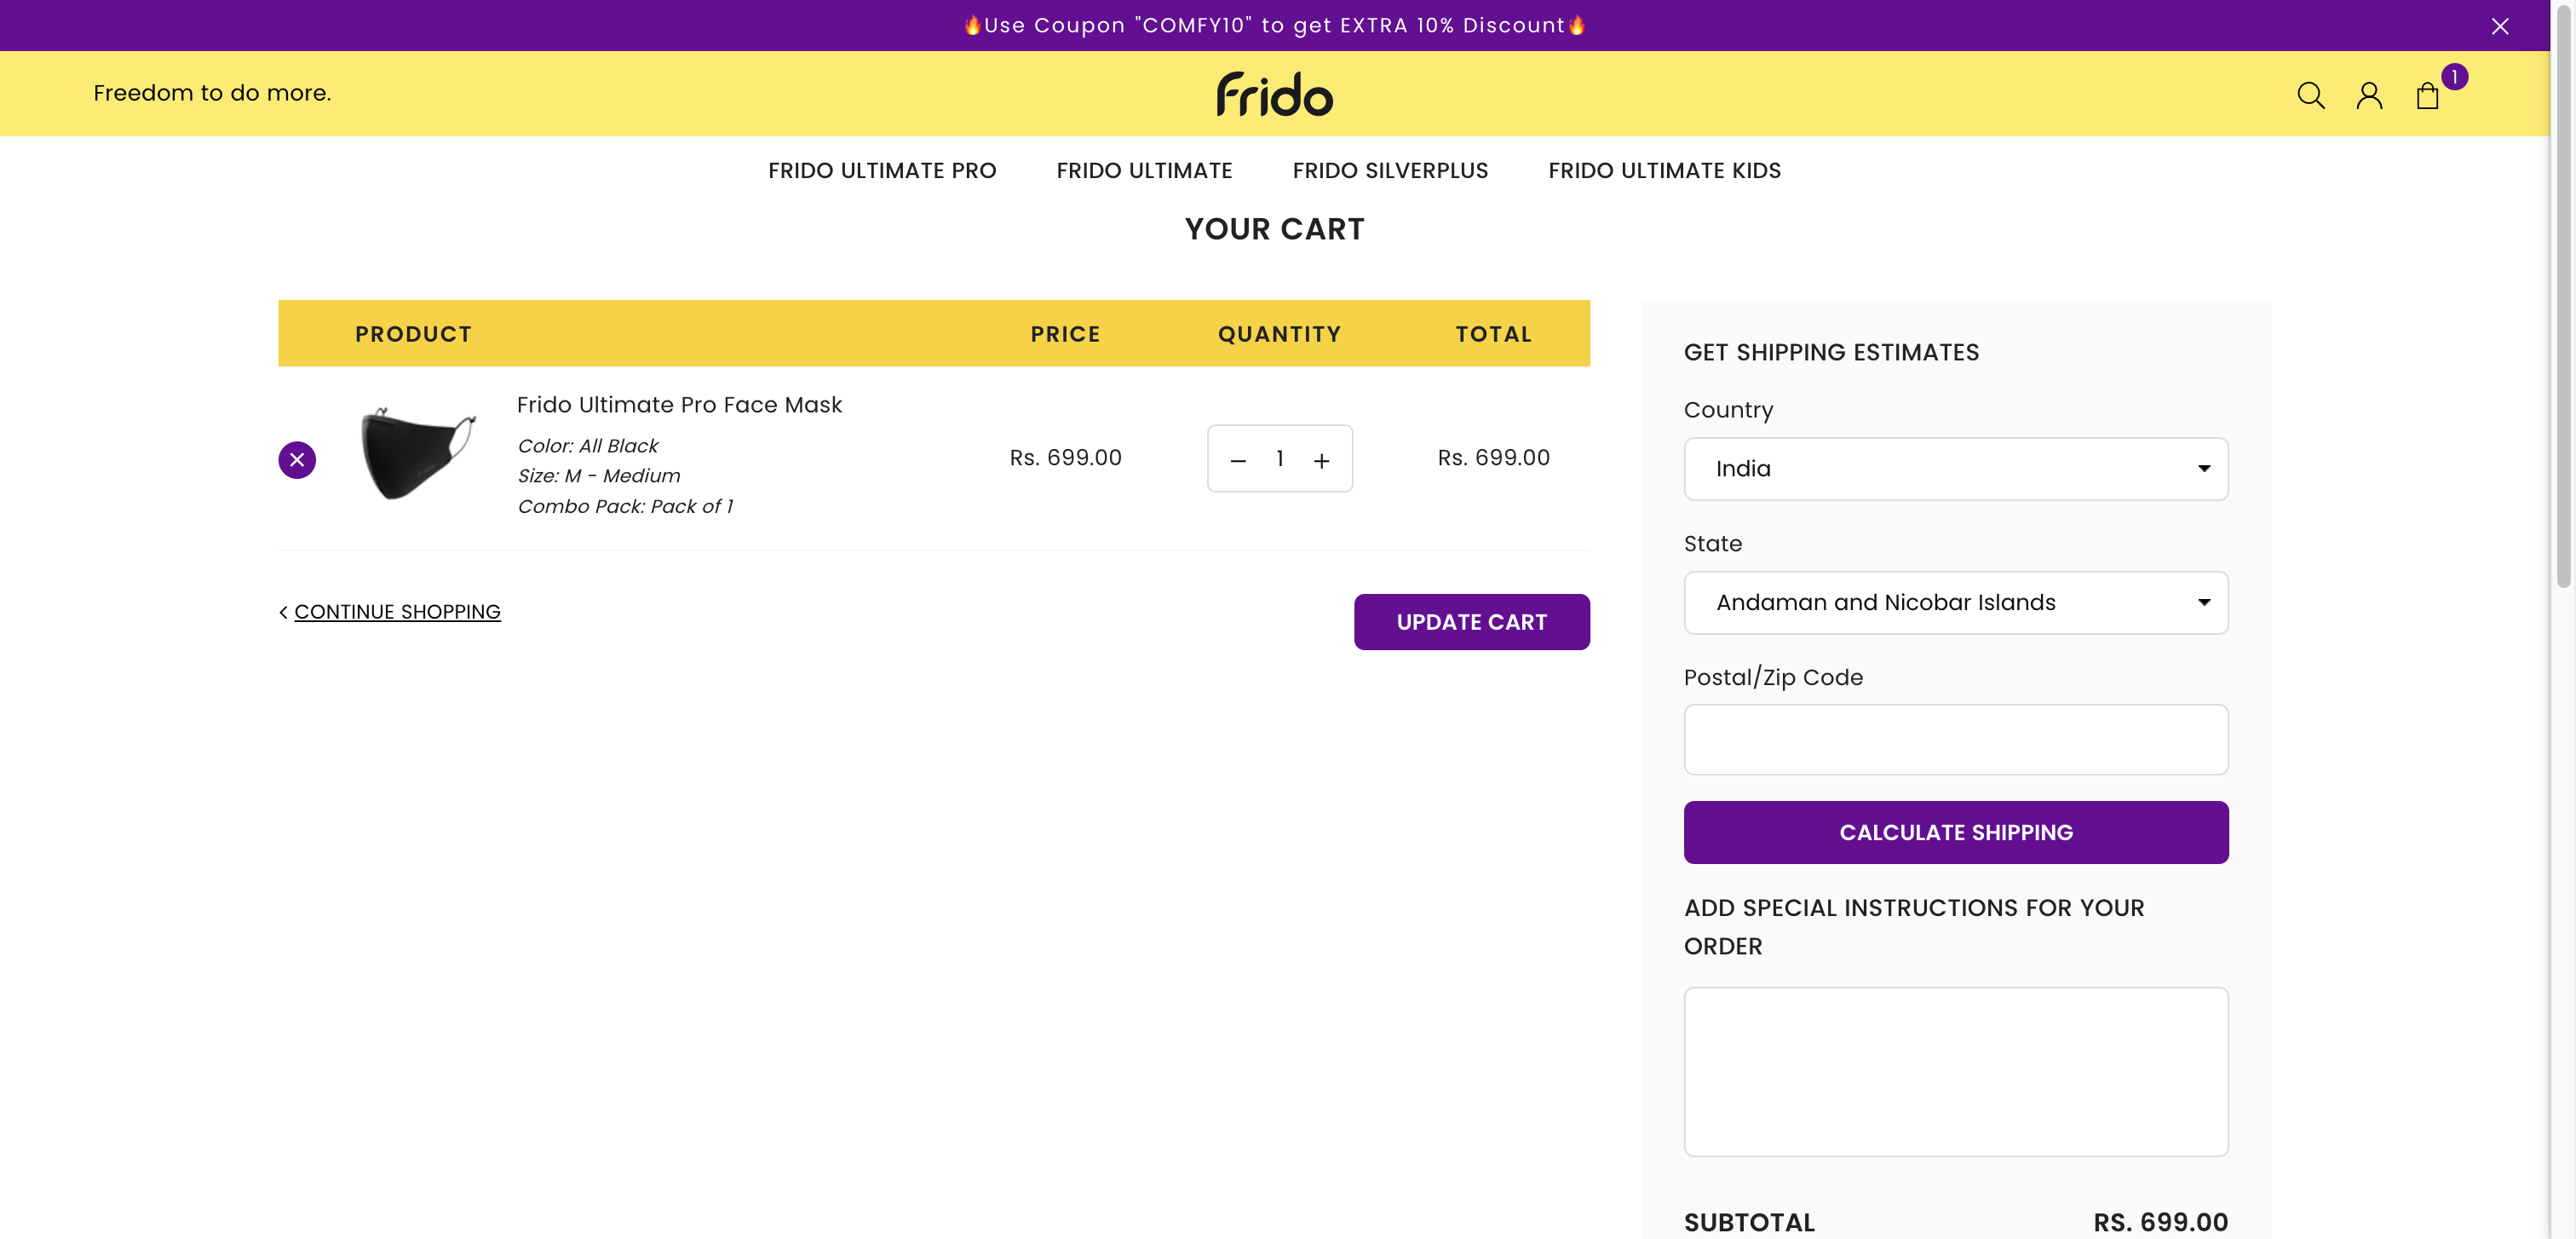 🔥Use Coupon "COMFY10" to get EXTRA 10% Discount🔥
Freedom to do more.
frido
1
FRIDO ULTIMATE PRO
FRIDO ULTIMATE
FRIDO SILVERPLUS
FRIDO ULTIMATE KIDS
YOUR CART
PRODUCT
PRICE
QUANTITY
TOTAL
Frido Ultimate Pro Face Mask
Color: All Black
Size: M - Medium
Combo Pack: Pack of 1
Rs. 699.00
− 1 +
Rs. 699.00
< CONTINUE SHOPPING
UPDATE CART
GET SHIPPING ESTIMATES
Country
India
State
Andaman and Nicobar Islands
Postal/Zip Code
CALCULATE SHIPPING
ADD SPECIAL INSTRUCTIONS FOR YOUR
ORDER
SUBTOTAL
RS. 699.00